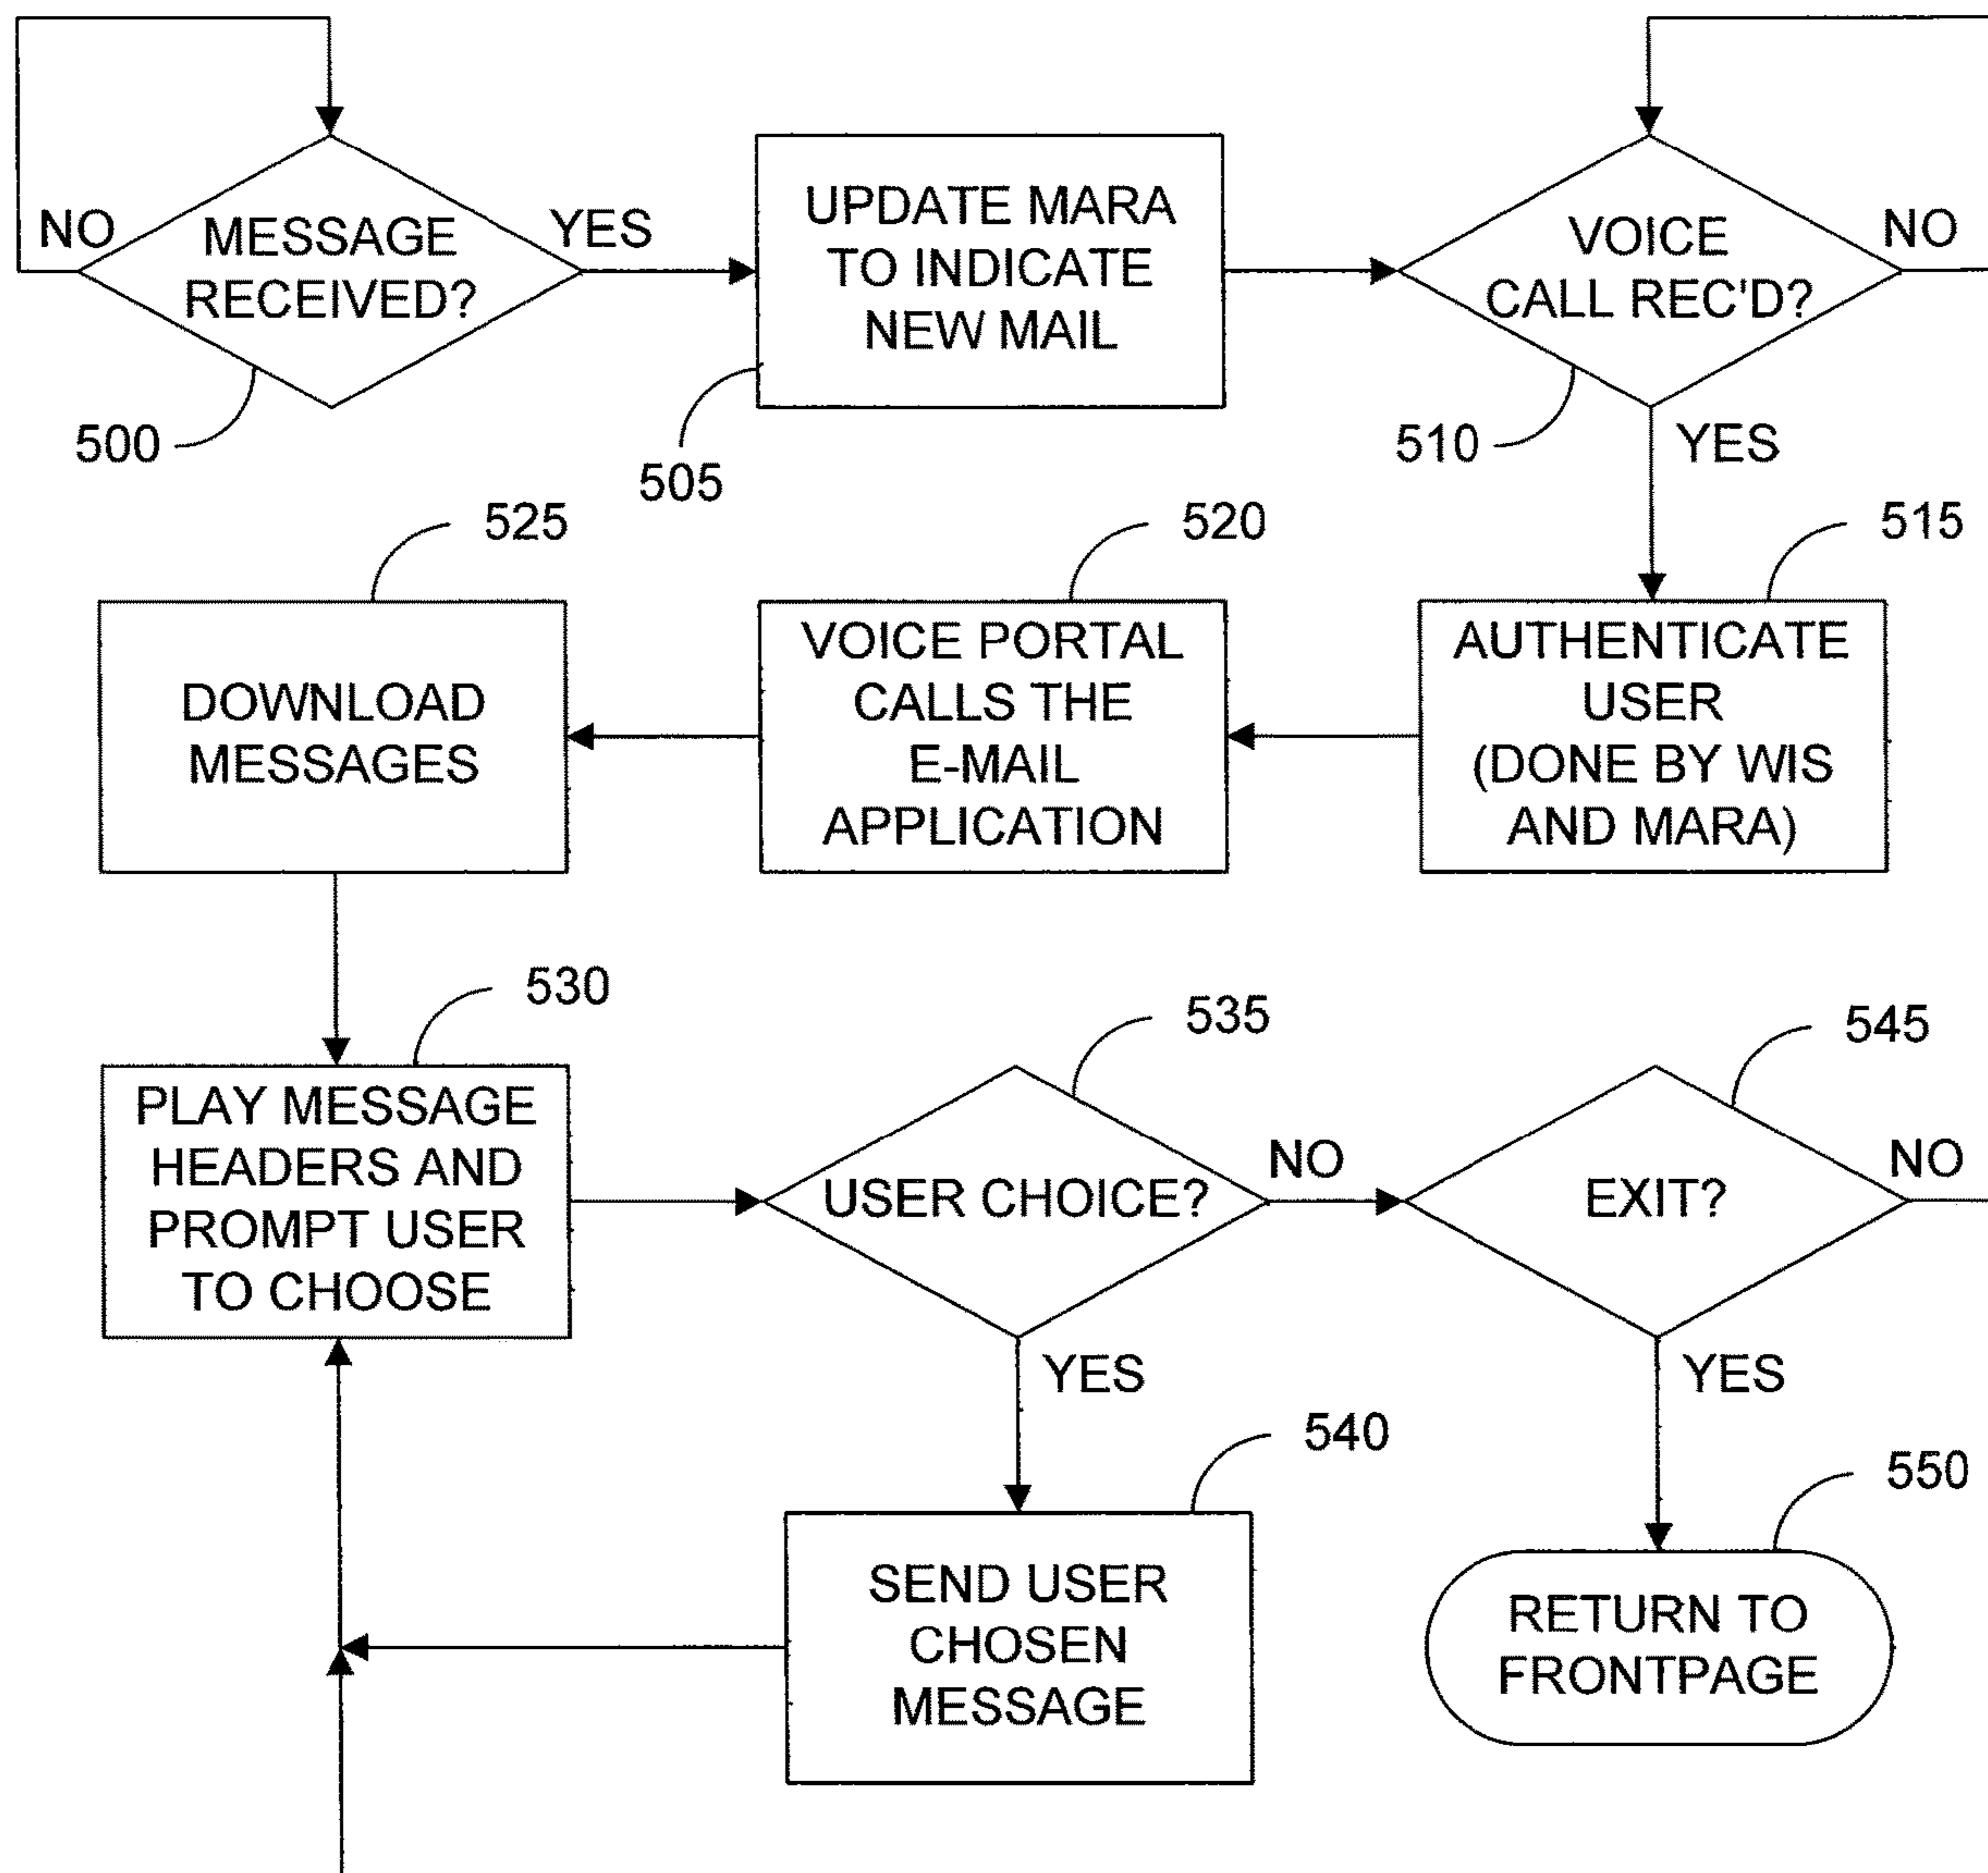 NO
MESSAGE
RECEIVED?
YES
500
UPDATE MARA
TO INDICATE
NEW MAIL
505
VOICE
CALL REC'D?
NO
510
YES
515
AUTHENTICATE
USER
(DONE BY WIS
AND MARA)
520
VOICE PORTAL
CALLS THE
E-MAIL
APPLICATION
525
DOWNLOAD
MESSAGES
530
PLAY MESSAGE
HEADERS AND
PROMPT USER
TO CHOOSE
535
USER CHOICE?
NO
YES
545
EXIT?
NO
YES
540
SEND USER
CHOSEN
MESSAGE
550
RETURN TO
FRONTPAGE